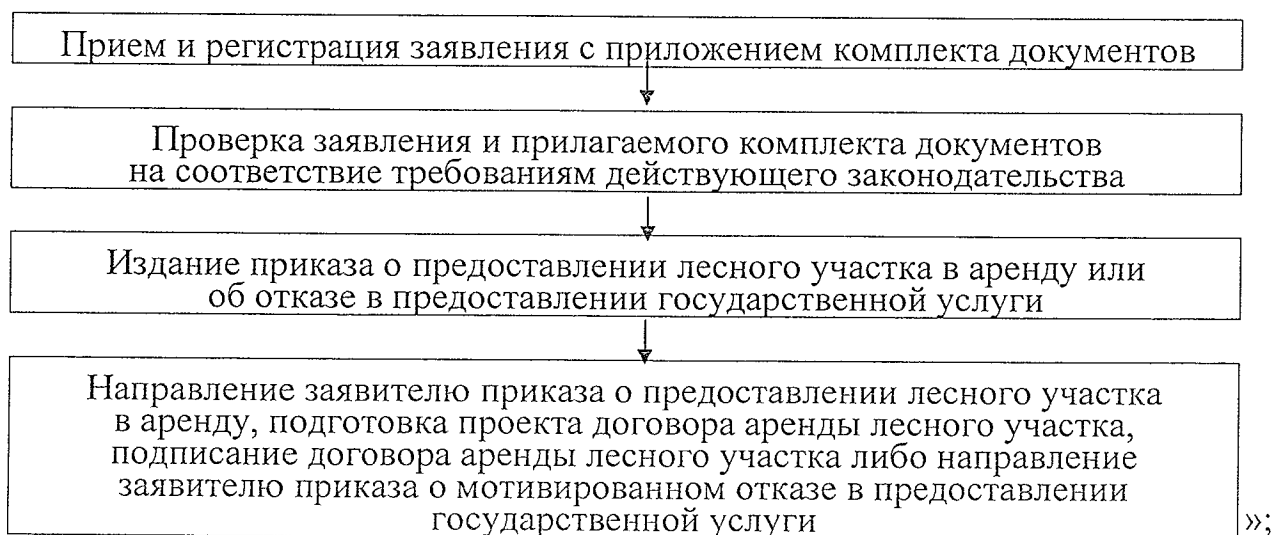 Прием и регистрация заявления с приложением комплекта документов
Проверка заявления и прилагаемого комплекта документов
на соответствие требованиям действующего законодательства
Издание приказа о предоставлении лесного участка в аренду или
об отказе в предоставлении государственной услуги
Направление заявителю приказа о предоставлении лесного участка
в аренду, подготовка проекта договора аренды лесного участка,
подписание договора аренды лесного участка либо направление
заявителю приказа о мотивированном отказе в предоставлении
государственной услуги »;